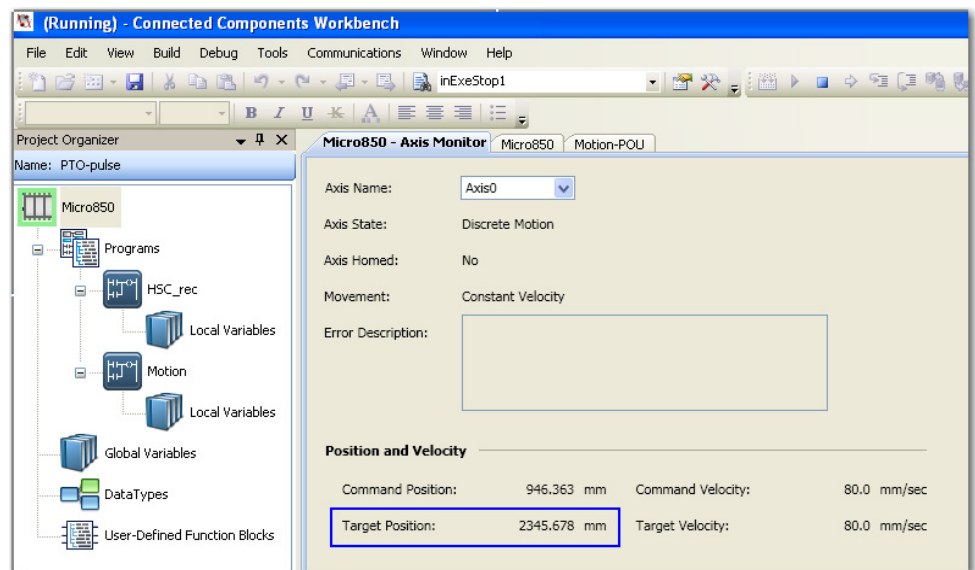 (Running) - Connected Components Workbench
File Edit View Build Debug Tools Communications Window Help
inExeStop1
B I U K A
Project Organizer
Name: PTO-pulse
Micro850
Programs
HSC_rec
Local Variables
Motion
Local Variables
Global Variables
DataTypes
User-Defined Function Blocks
Micro850 - Axis Monitor Micro850 Motion-POU
Axis Name: Axis0
Axis State: Discrete Motion
Axis Homed: No
Movement: Constant Velocity
Error Description:
Position and Velocity
Command Position: 946.363 mm Command Velocity: 80.0 mm/sec
Target Position: 2345.678 mm Target Velocity: 80.0 mm/sec